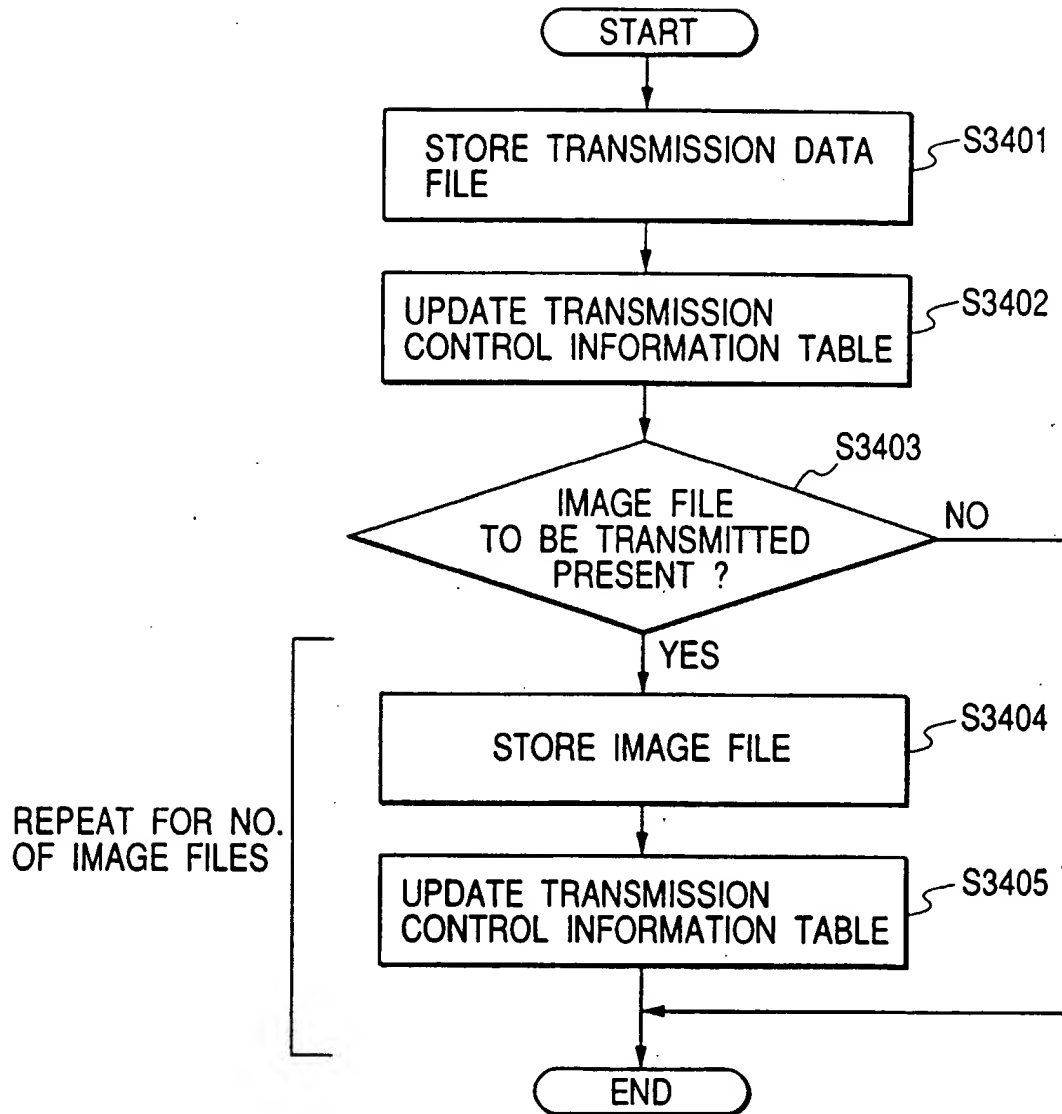 START
STORE TRANSMISSION DATA
FILE
S3401
UPDATE TRANSMISSION
CONTROL INFORMATION TABLE
S3402
S3403
IMAGE FILE
TO BE TRANSMITTED
PRESENT ?
NO
YES
STORE IMAGE FILE
S3404
REPEAT FOR NO.
OF IMAGE FILES
UPDATE TRANSMISSION
CONTROL INFORMATION TABLE
S3405
END